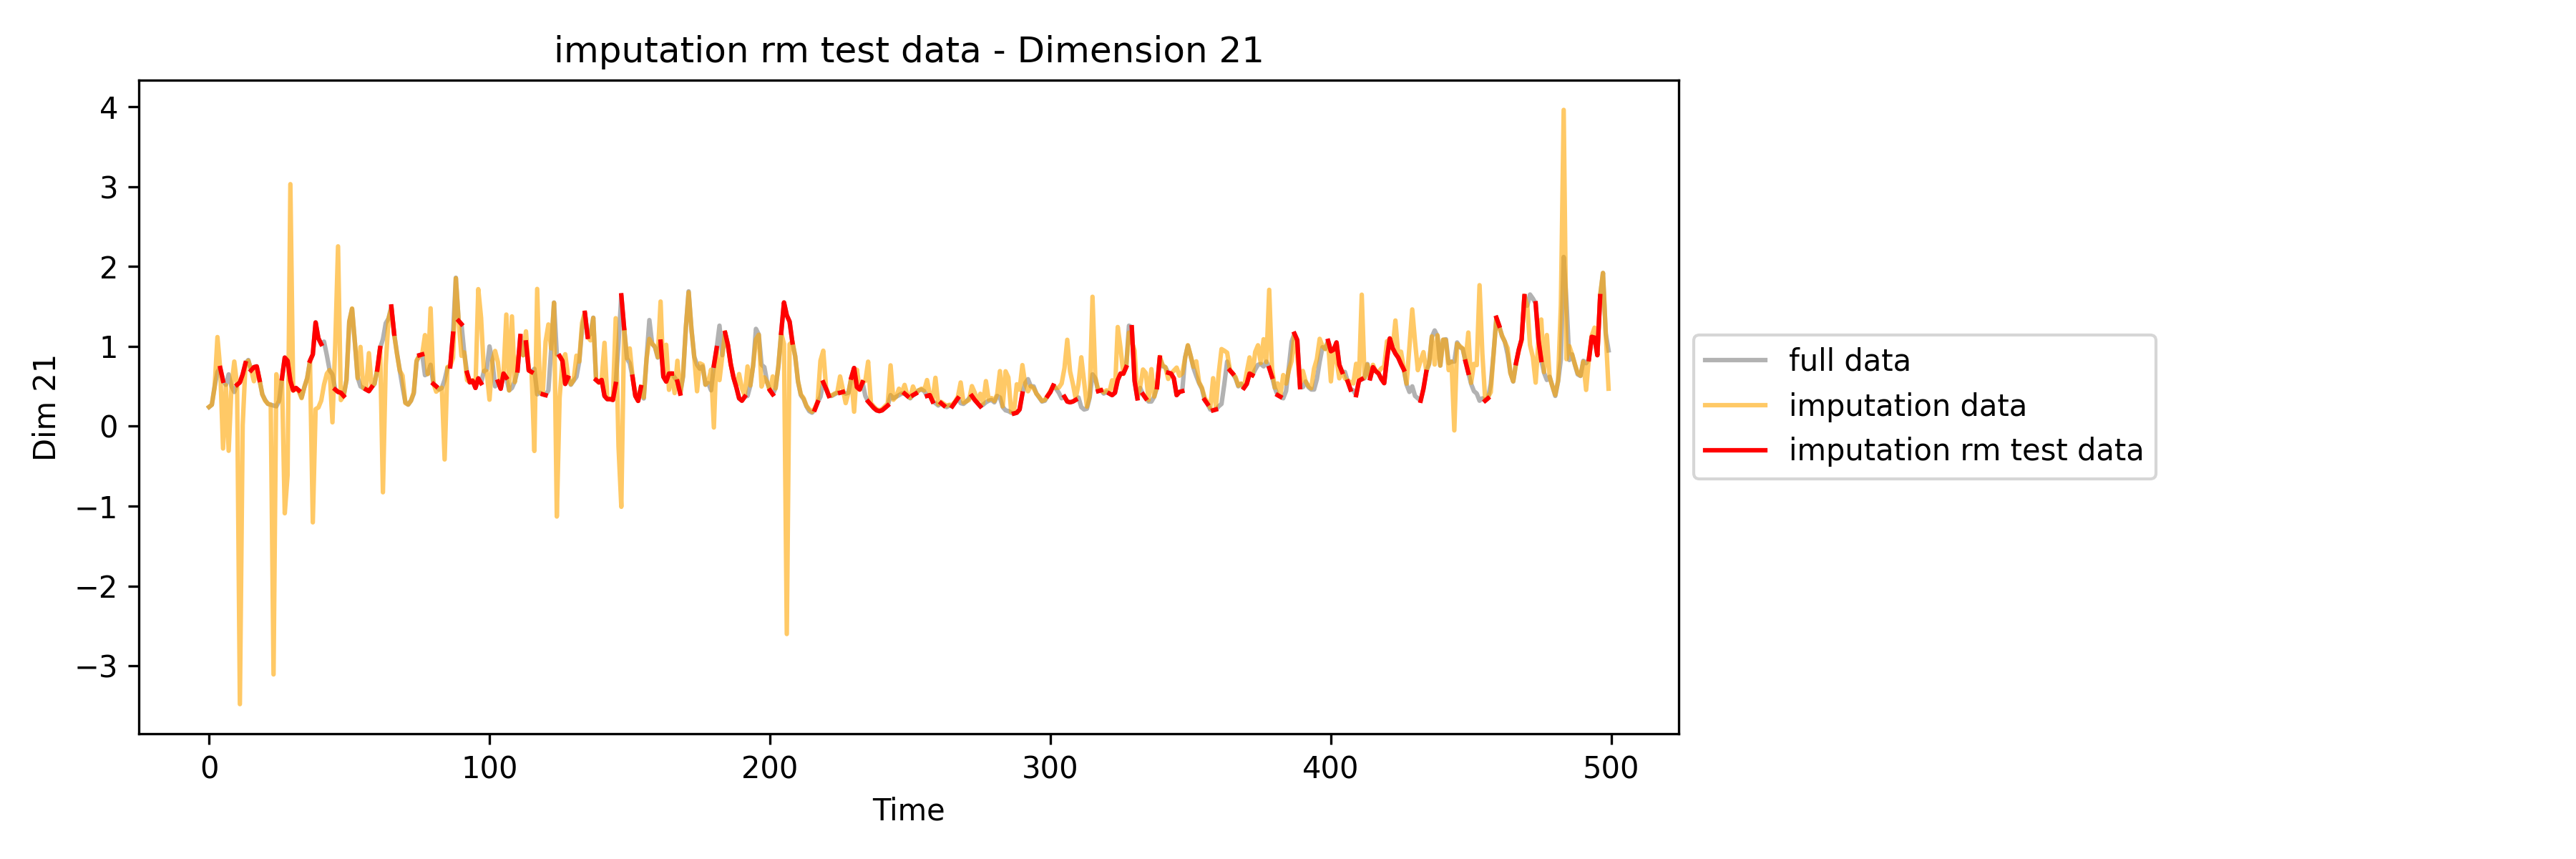 imputation rm test data - Dimension 21
4
3
2
1
0
−1
−2
−3
Dim 21
0 100 200 300 400 500
Time
full data
imputation data
imputation rm test data